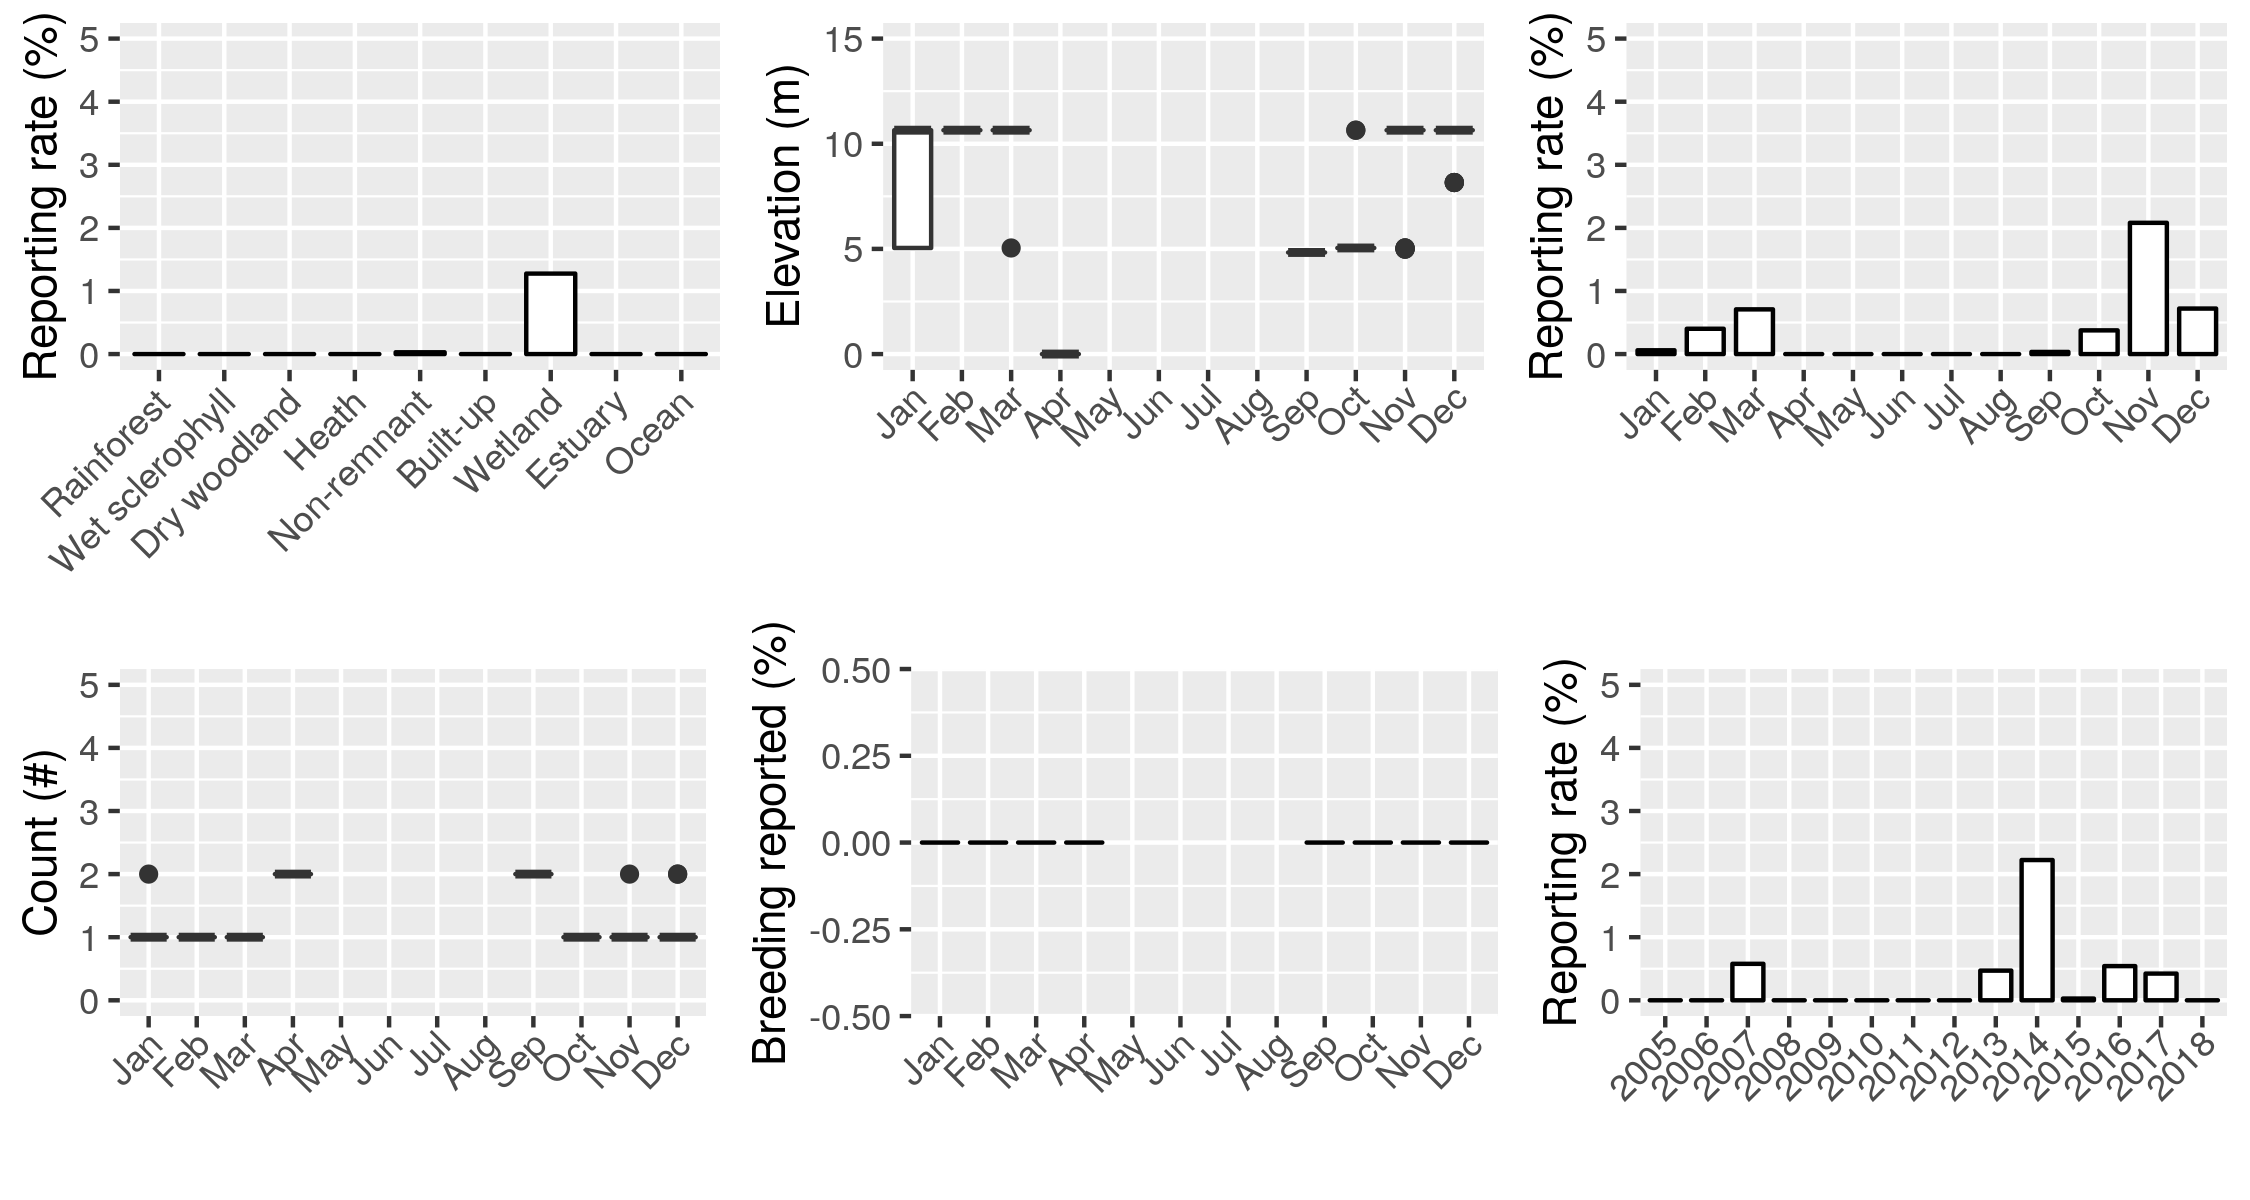 Reporting rate (%)
5
4
3
2
1
0
Rainforest
Wet sclerophyll
Dry woodland
Heath
Non-remnant
Built-up
Wetland
Estuary
Ocean
Elevation (m)
15
10
5
0
Jan
Feb
Mar
Apr
May
Jun
Jul
Aug
Sep
Oct
Nov
Dec
Reporting rate (%)
5
4
3
2
1
0
Jan
Feb
Mar
Apr
May
Jun
Jul
Aug
Sep
Oct
Nov
Dec
Count (#)
5
4
3
2
1
0
Jan
Feb
Mar
Apr
May
Jun
Jul
Aug
Sep
Oct
Nov
Dec
Breeding reported (%)
0.50
0.25
0.00
-0.25
-0.50
Jan
Feb
Mar
Apr
May
Jun
Jul
Aug
Sep
Oct
Nov
Dec
Reporting rate (%)
5
4
3
2
1
0
2005
2006
2007
2008
2009
2010
2011
2012
2013
2014
2015
2016
2017
2018